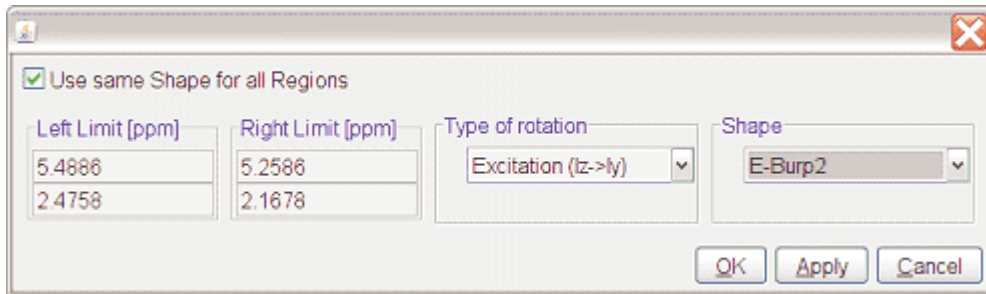 Use same Shape for all Regions
Left Limit [ppm] Right Limit [ppm] Type of rotation Shape
5.4886 5.2586 Excitation (Iz->Iy) E-Burp2
2.4758 2.1678
OK Apply Cancel